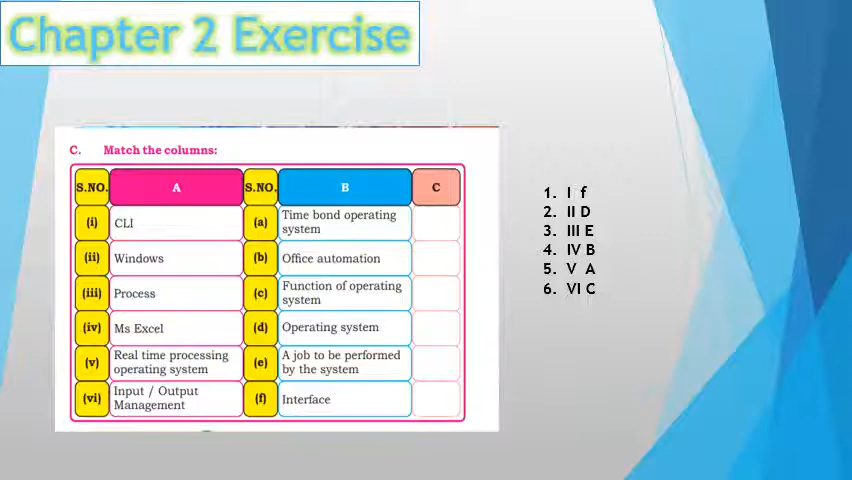 Chapter 2 Exercise
C. Match the columns:
S.NO. A S.NO. B C
(i) CLI (a) Time bond operating system
(ii) Windows (b) Office automation
(iii) Process (c) Function of operating system
(iv) Ms Excel (d) Operating system
(v) Real time processing operating system (e) A job to be performed by the system
(vi) Input / Output Management (f) Interface
1. I f
2. II D
3. III E
4. IV B
5. V A
6. VI C